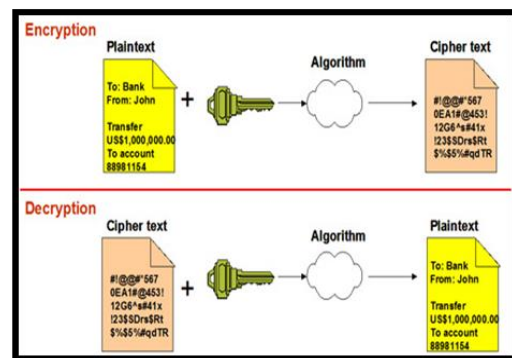 Encryption
Plaintext
Algorithm
Cipher text
To: Bank
From: John
Transfer
US$1,000,000.00
To account
88981154
+
#!@@#*567
0EA1#@453!
12G6^s#41x
!23$SDrs$Rt
$%$5%#qdTR
Decryption
Cipher text
Algorithm
Plaintext
#!@@#*567
0EA1#@453!
12G6^s#41x
!23$SDrs$Rt
$%$5%#qdTR
+
To: Bank
From: John
Transfer
US$1,000,000.00
To account
88981154